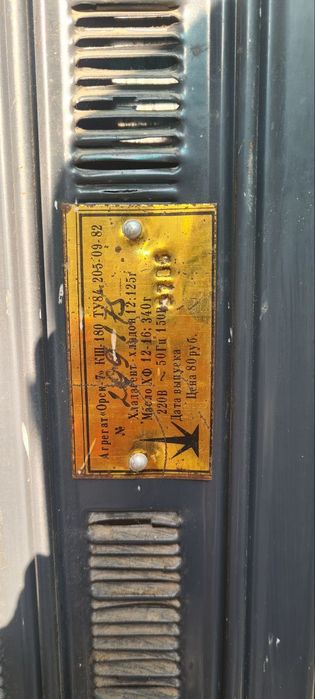 Агрегат «Орск-7» КШ-180 ТУ84.205-09-82
№
Хладагент-хладон 12;125г
Масло ХФ 12-16; 340г
220В ~ 50Гц 150Вт
Дата выпуска
Цена 80 руб.